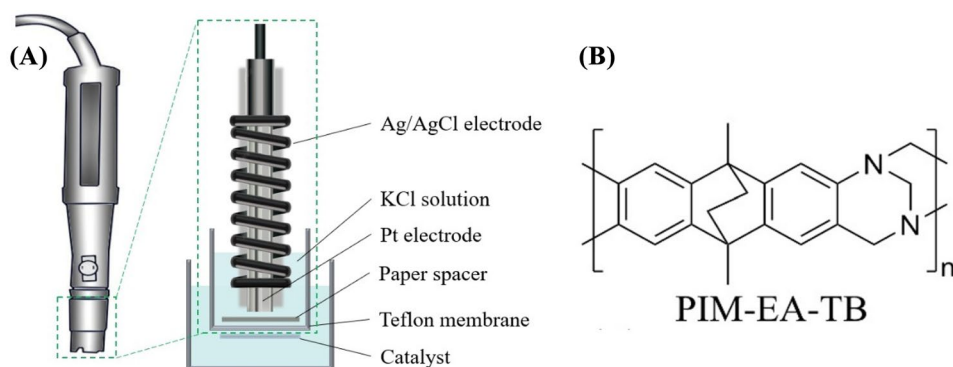 (A)
Ag/AgCl electrode
KCl solution
Pt electrode
Paper spacer
Teflon membrane
Catalyst
(B)
N
N
n
PIM-EA-TB